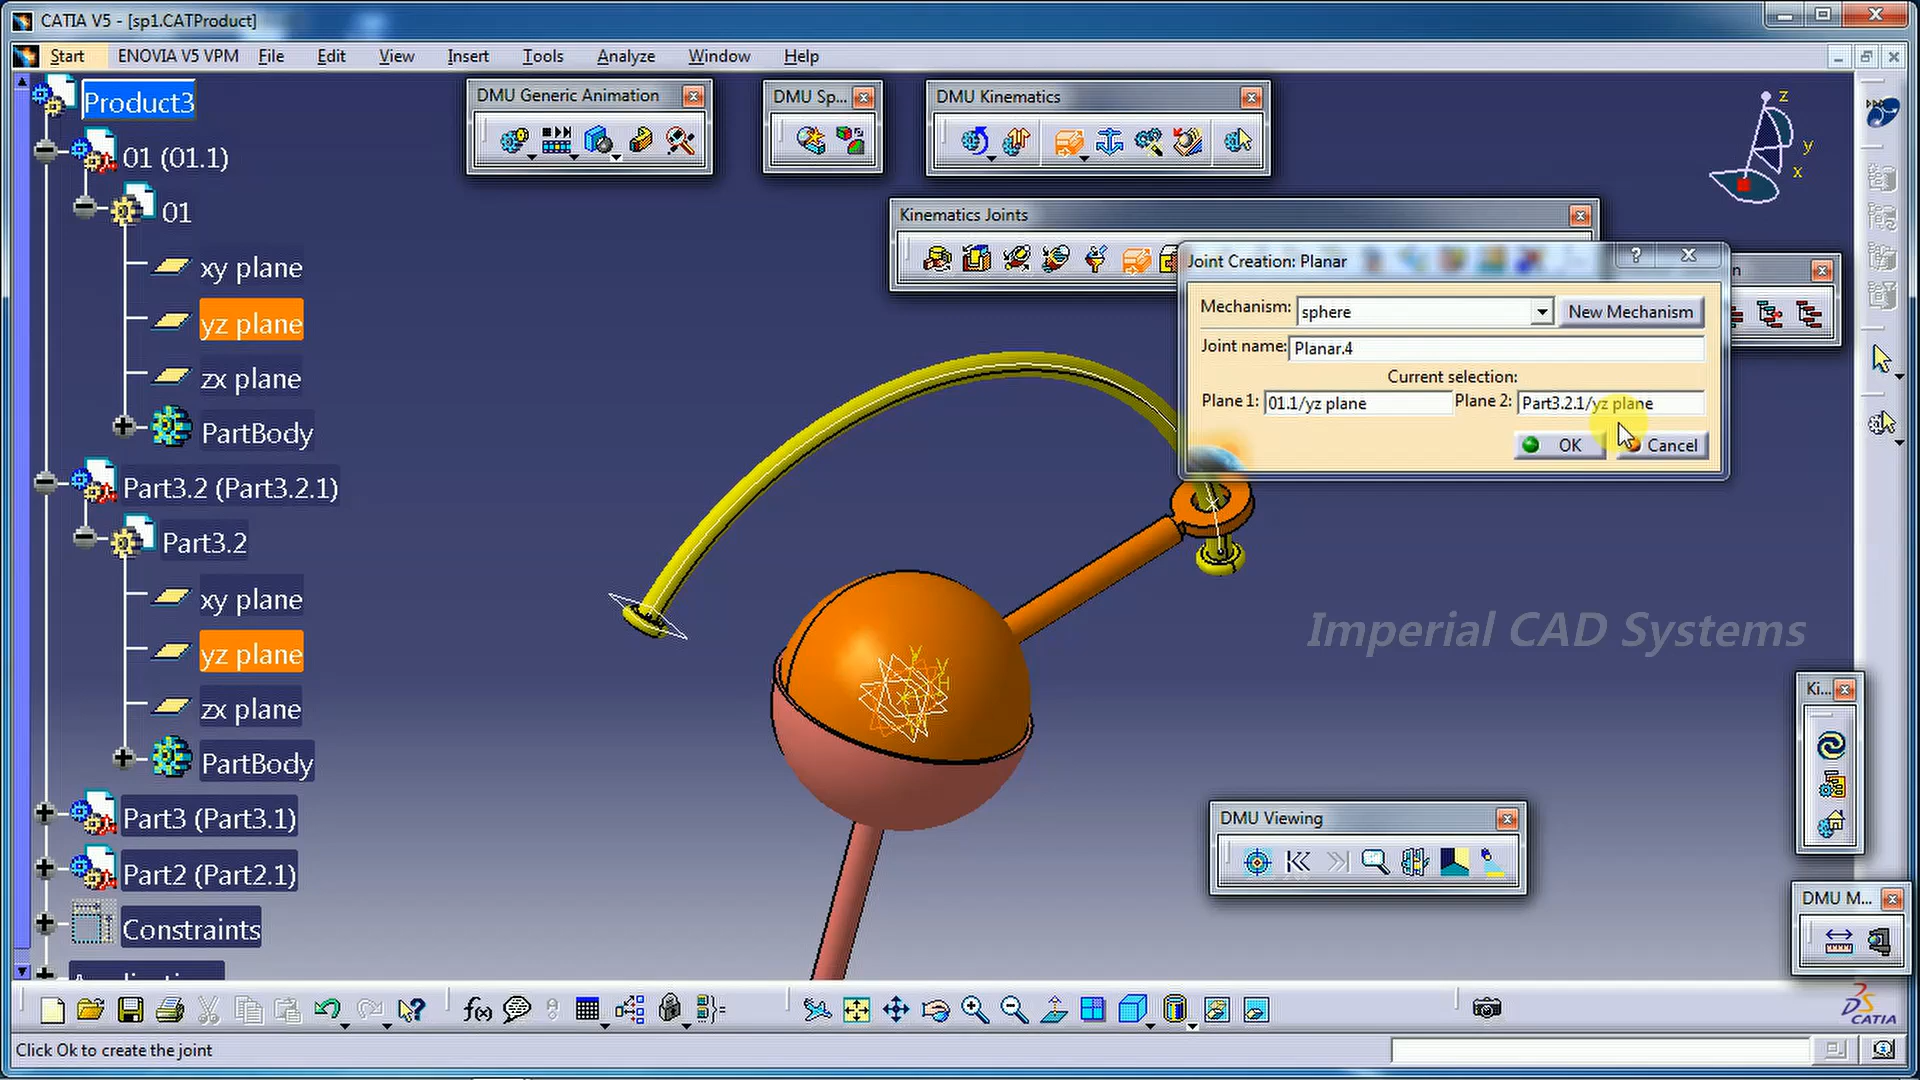 CATIA V5 - [sp1.CATProduct]
Start ENOVIA V5 VPM File Edit View Insert Tools Analyze Window Help
Product3
DMU Generic Animation
DMU Sp...
DMU Kinematics
01 (01.1)
01
xy plane
yz plane
zx plane
PartBody
Part3.2 (Part3.2.1)
Part3.2
xy plane
yz plane
zx plane
PartBody
Part3 (Part3.1)
Part2 (Part2.1)
Constraints
z
y
x
Kinematics Joints
Joint Creation: Planar
Mechanism: sphere New Mechanism
Joint name: Planar.4
Current selection:
Plane 1: 01.1/yz plane Plane 2: Part3.2.1/yz plane
OK Cancel
Imperial CAD Systems
Ki...
DMU Viewing
DMU M...
f(x)
CATIA
Click Ok to create the joint